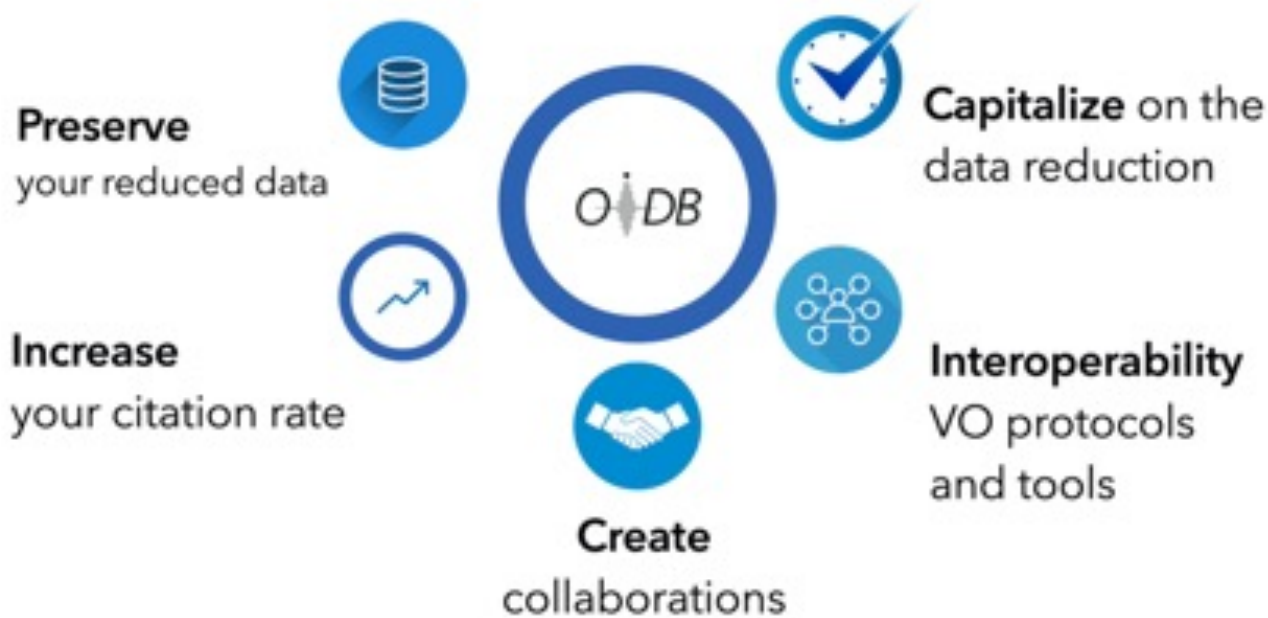 Preserve
your reduced data
Increase
your citation rate
OiDB
Create
collaborations
Capitalize on the
data reduction
Interoperability
VO protocols
and tools